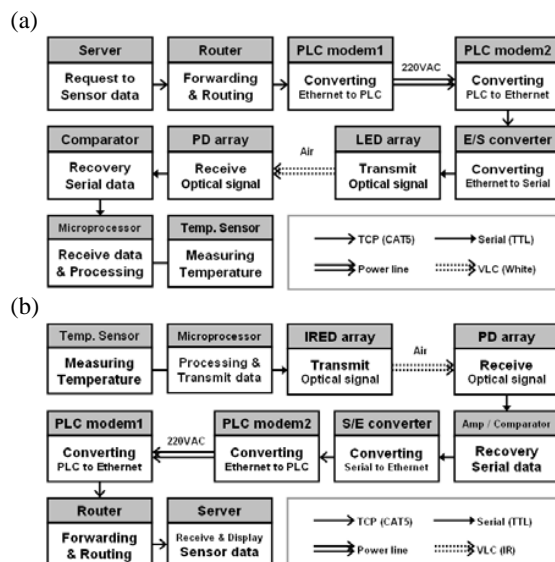 (a)
Server
Request to
Sensor data
Router
Forwarding
& Routing
PLC modem1
Converting
Ethernet to PLC
220VAC
PLC modem2
Converting
PLC to Ethernet
Comparator
Recovery
Serial data
PD array
Receive
Optical signal
Air
LED array
Transmit
Optical signal
E/S converter
Converting
Ethernet to Serial
Microprocessor
Receive data
& Processing
Temp. Sensor
Measuring
Temperature
TCP (CAT5)
Serial (TTL)
Power line
VLC (White)
(b)
Temp. Sensor
Measuring
Temperature
Microprocessor
Processing &
Transmit data
IRED array
Transmit
Optical signal
Air
PD array
Receive
Optical signal
PLC modem1
Converting
PLC to Ethernet
220VAC
PLC modem2
Converting
Ethernet to PLC
S/E converter
Converting
Serial to Ethernet
Amp / Comparator
Recovery
Serial data
Router
Forwarding
& Routing
Server
Receive & Display
Sensor data
TCP (CAT5)
Serial (TTL)
Power line
VLC (IR)